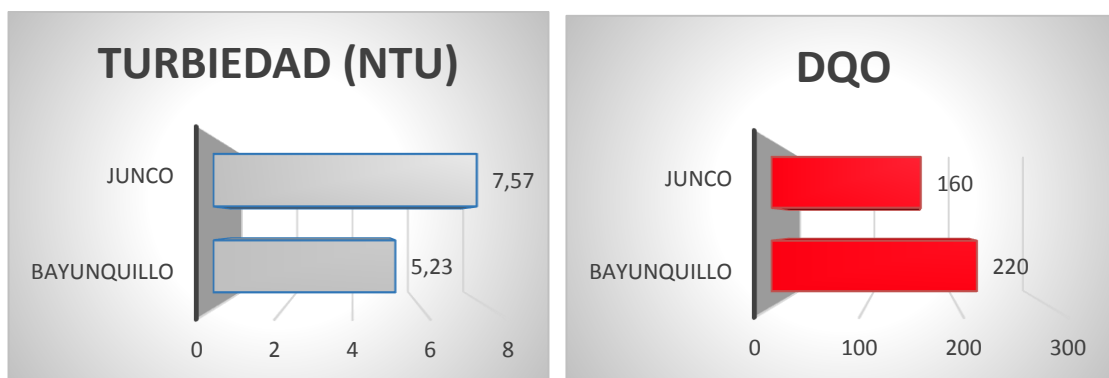 TURBIEDAD (NTU)
JUNCO
7,57
BAYUNQUILLO
5,23
0 2 4 6 8
DQO
JUNCO
160
BAYUNQUILLO
220
0 100 200 300